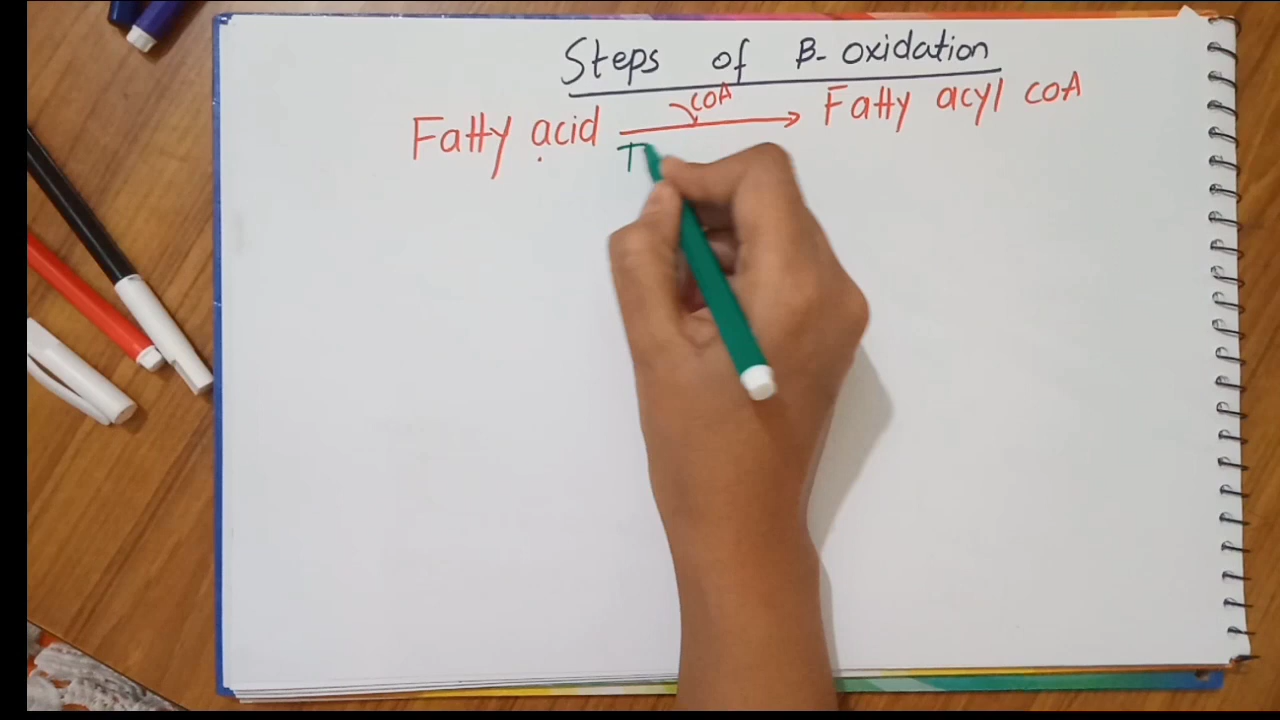 Steps of β-oxidation
COA
Fatty acid → Fatty acyl COA
T